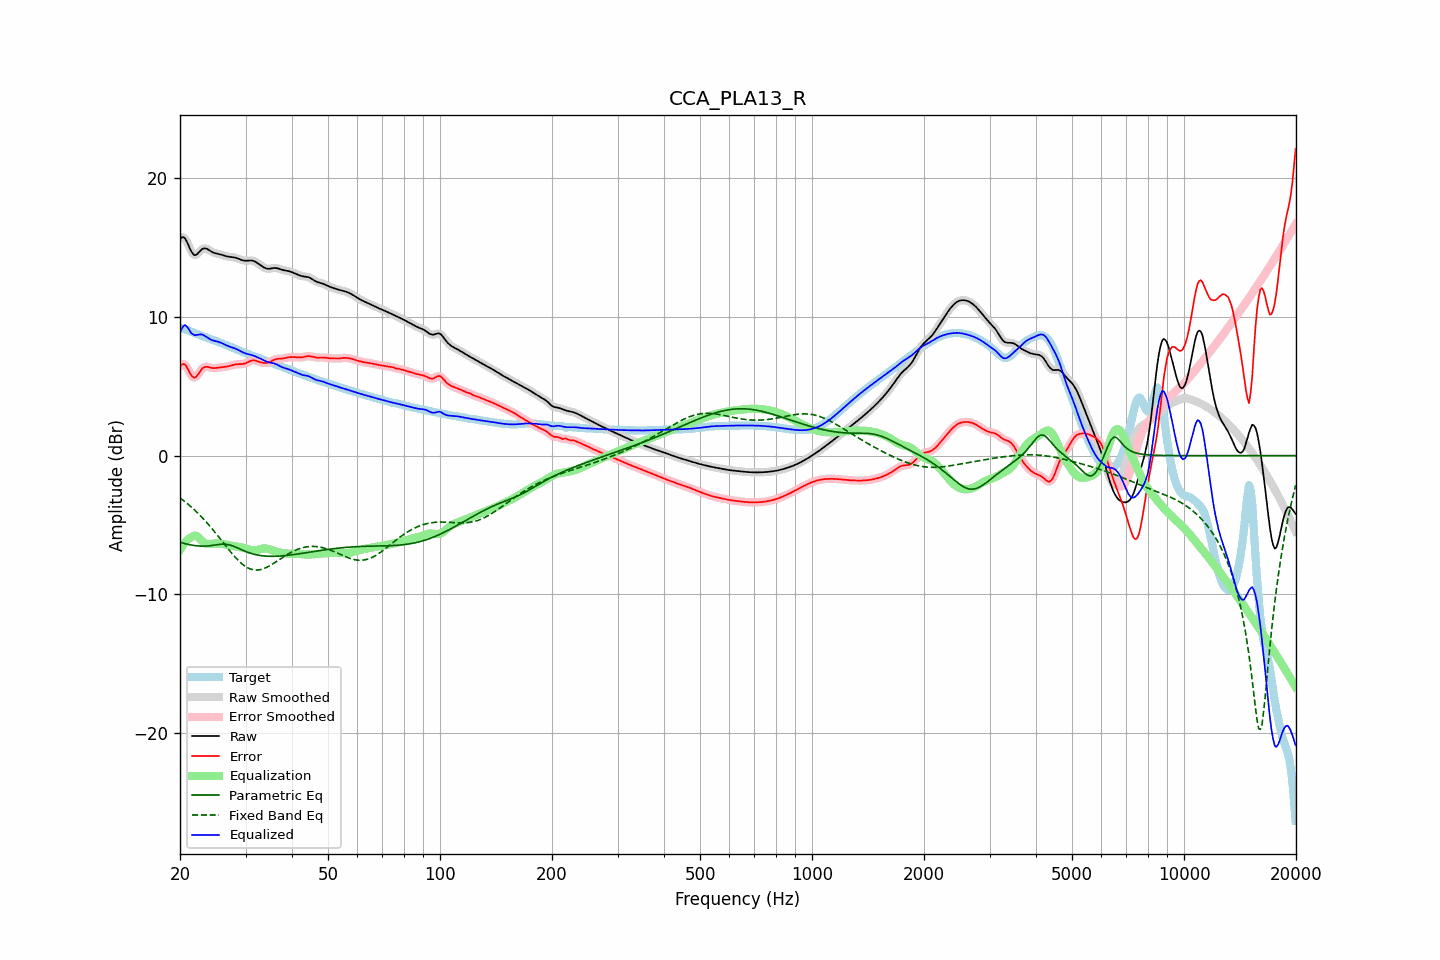 CCA_PLA13_R
Amplitude (dBr)
20
10
0
−10
−20
Target
Raw Smoothed
Error Smoothed
Raw
Error
Equalization
Parametric Eq
Fixed Band Eq
Equalized
20 50 100 200 500 1000 2000 5000 10000 20000
Frequency (Hz)